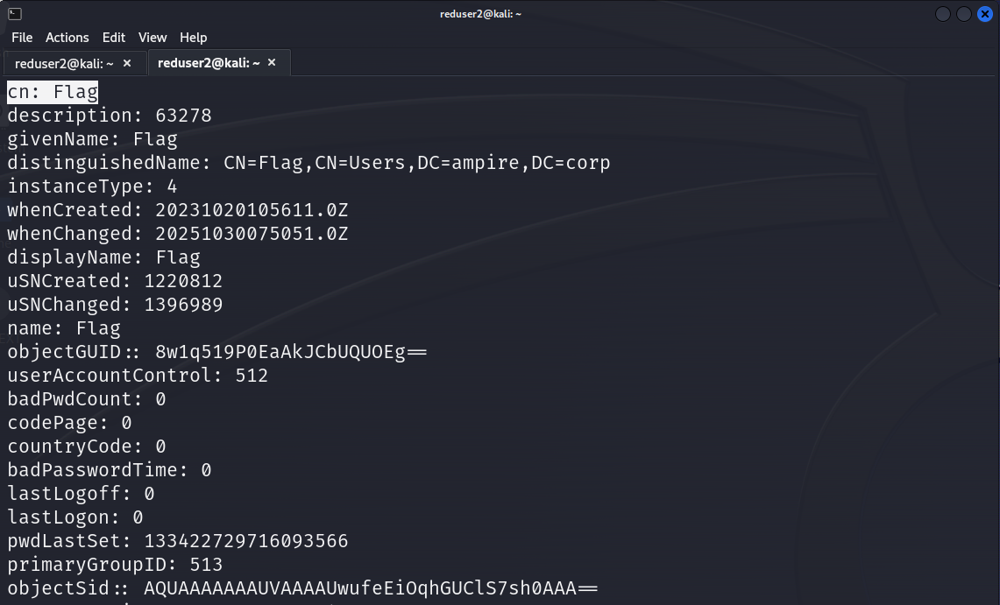 reduser2@kali: ~
File Actions Edit View Help
reduser2@kali: ~ × reduser2@kali: ~ ×
cn: Flag
description: 63278
givenName: Flag
distinguishedName: CN=Flag,CN=Users,DC=ampire,DC=corp
instanceType: 4
whenCreated: 20231020105611.0Z
whenChanged: 20251030075051.0Z
displayName: Flag
uSNCreated: 1220812
uSNChanged: 1396989
name: Flag
objectGUID:: 8w1q519P0EaAkJCbUQUOEg==
userAccountControl: 512
badPwdCount: 0
codePage: 0
countryCode: 0
badPasswordTime: 0
lastLogoff: 0
lastLogon: 0
pwdLastSet: 133422729716093566
primaryGroupID: 513
objectSid:: AQUAAAAAAAUVAAAAUwufeEiOqhGUClS7sh0AAA==